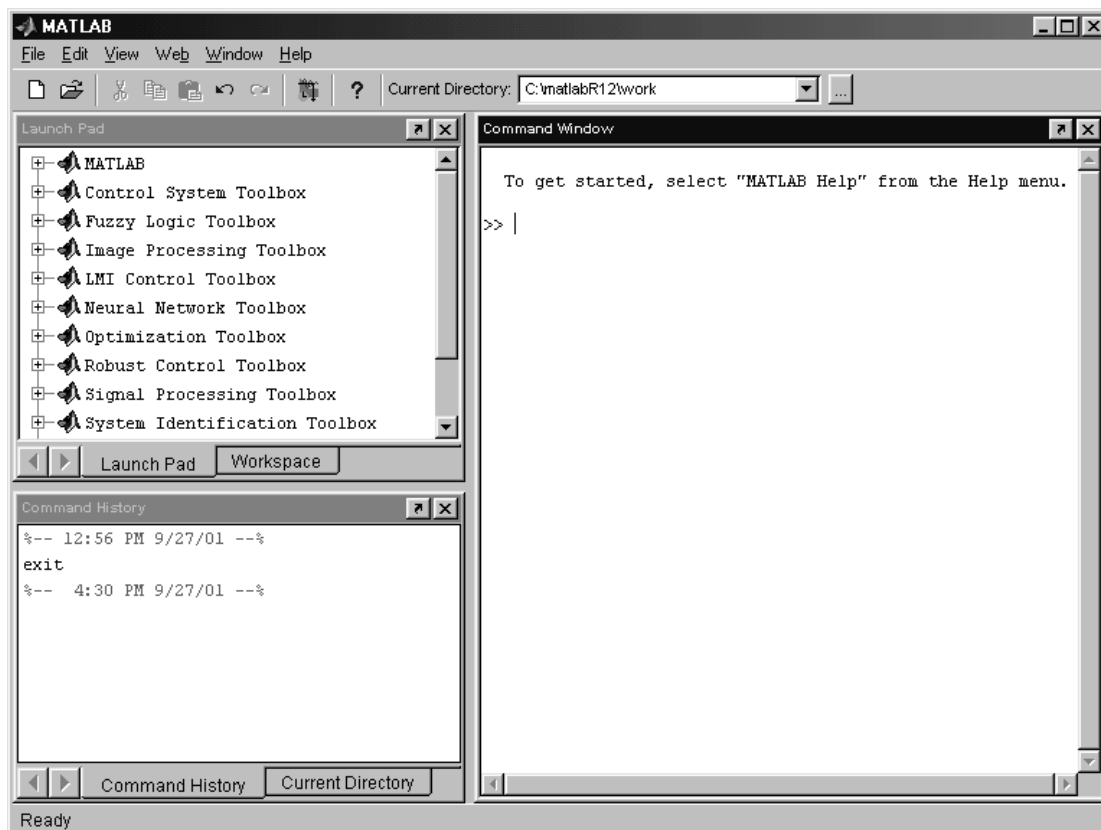 MATLAB
File Edit View Web Window Help
? Current Directory: C:\matlabR12\work ...
Launch Pad
MATLAB
Control System Toolbox
Fuzzy Logic Toolbox
Image Processing Toolbox
LMI Control Toolbox
Neural Network Toolbox
Optimization Toolbox
Robust Control Toolbox
Signal Processing Toolbox
System Identification Toolbox
Launch Pad Workspace
Command History
%-- 12:56 PM 9/27/01 --%
exit
%--  4:30 PM 9/27/01 --%
Command History Current Directory
Command Window
To get started, select "MATLAB Help" from the Help menu.
>>
Ready